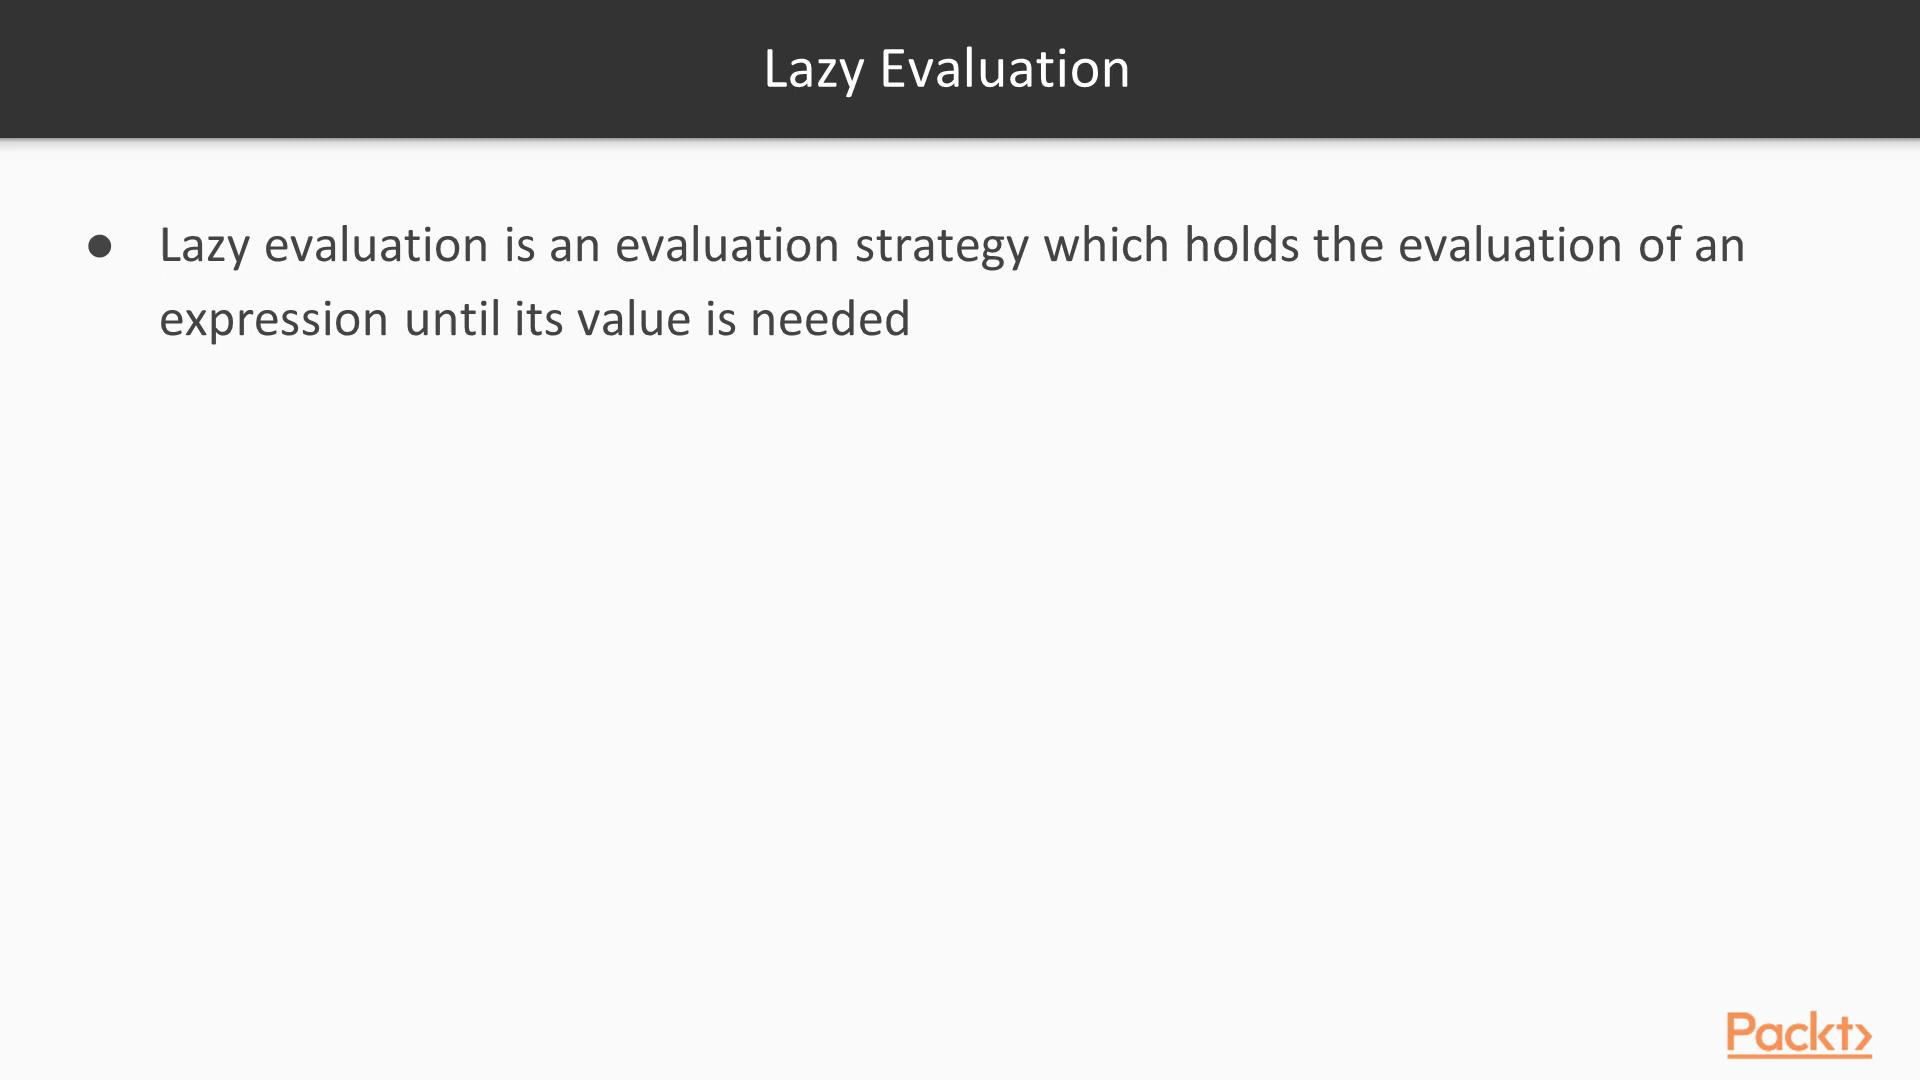 Lazy Evaluation
● Lazy evaluation is an evaluation strategy which holds the evaluation of an
expression until its value is needed
Packt>